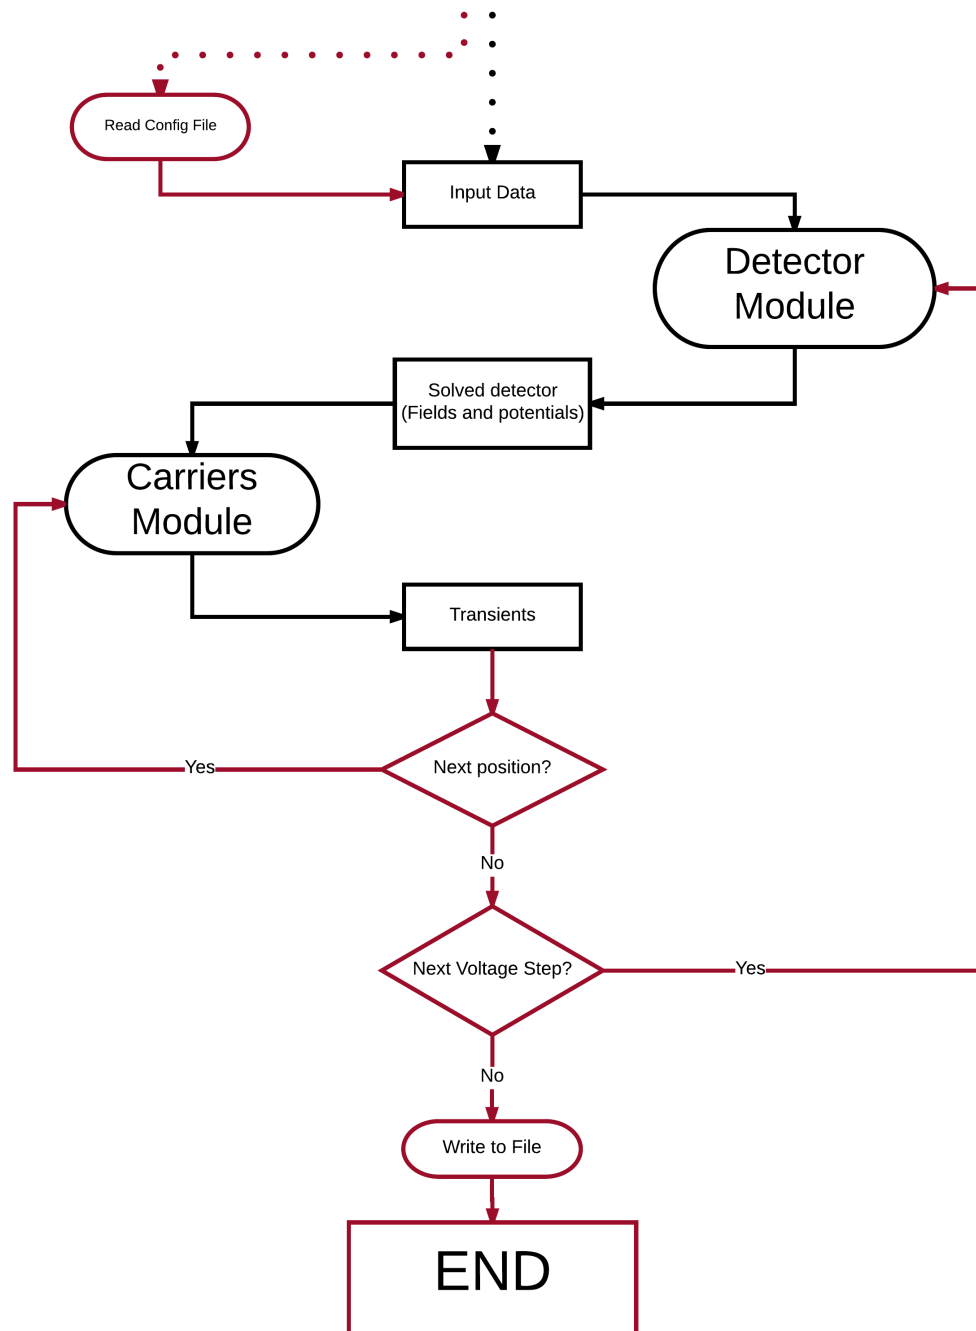 Read Config File
Input Data
Detector
Module
Solved detector
(Fields and potentials)
Carriers
Module
Transients
Next position?
Yes
No
Next Voltage Step?
Yes
No
Write to File
END